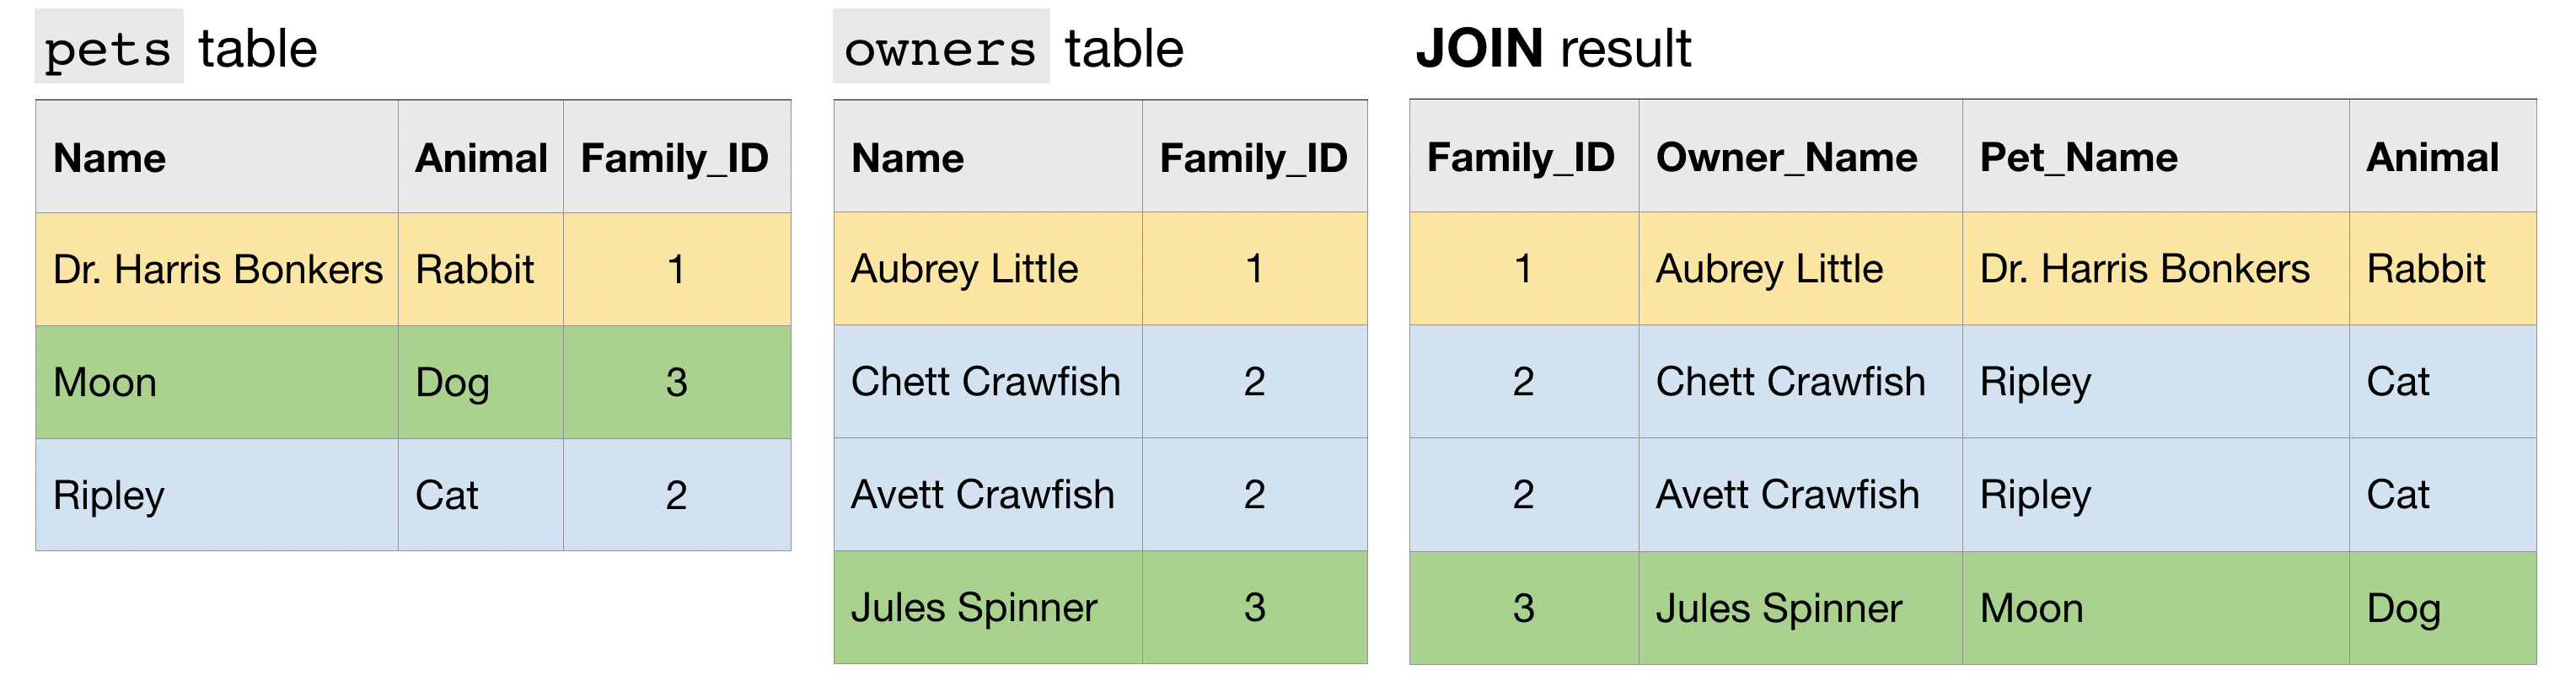 pets table
Name Animal Family_ID
Dr. Harris Bonkers Rabbit 1
Moon Dog 3
Ripley Cat 2
owners table
Name Family_ID
Aubrey Little 1
Chett Crawfish 2
Avett Crawfish 2
Jules Spinner 3
JOIN result
Family_ID Owner_Name Pet_Name Animal
1 Aubrey Little Dr. Harris Bonkers Rabbit
2 Chett Crawfish Ripley Cat
2 Avett Crawfish Ripley Cat
3 Jules Spinner Moon Dog